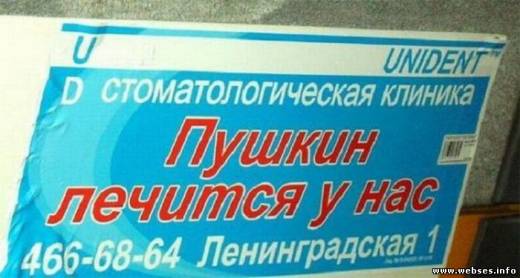 U
UNIDENT
D СТОМАТОЛОГИЧЕСКАЯ КЛИНИКА
Пушкин
лечится у нас
466-68-64 Ленинградская 1
www.webses.info